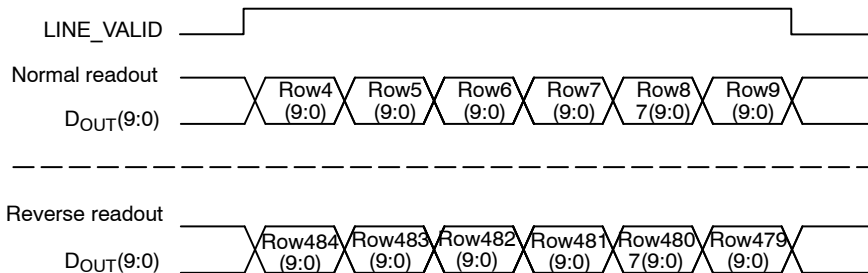 LINE_VALID
Normal readout
Row4 Row5 Row6 Row7 Row8 Row9
(9:0) (9:0) (9:0) (9:0) 7(9:0) (9:0)
DOUT(9:0)
Reverse readout
Row484 Row483 Row482 Row481 Row480 Row479
(9:0) (9:0) (9:0) (9:0) 7(9:0) (9:0)
DOUT(9:0)